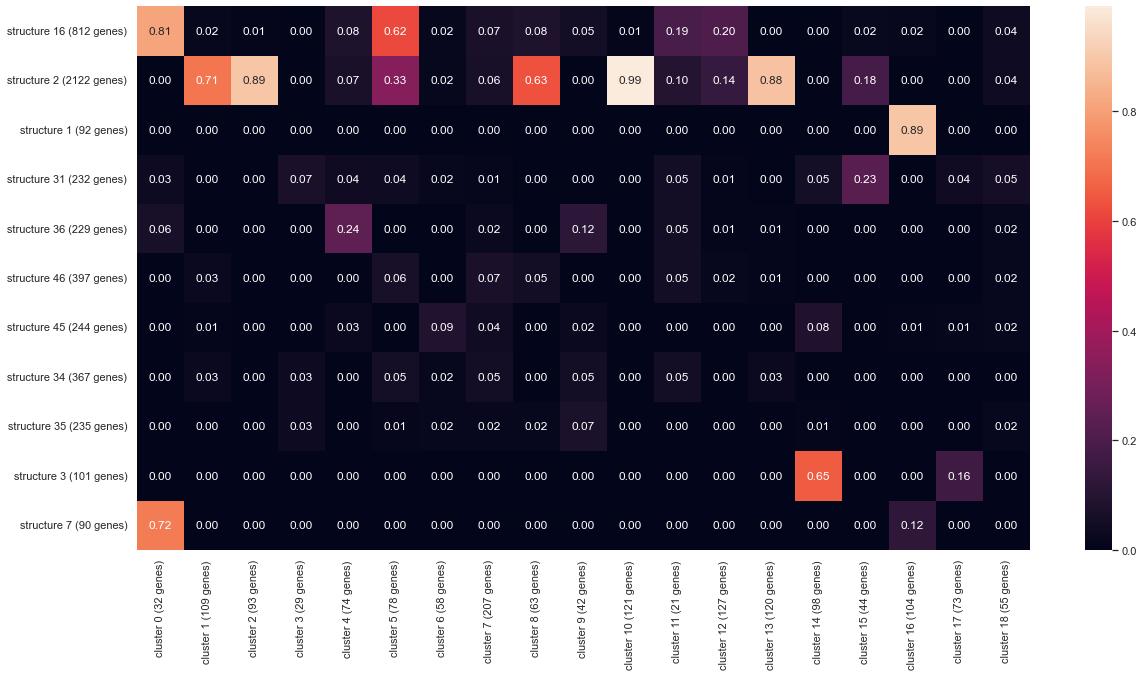 structure 16 (812 genes) 0.81 0.02 0.01 0.00 0.08 0.62 0.02 0.07 0.08 0.05 0.01 0.19 0.20 0.00 0.00 0.02 0.02 0.00 0.04
structure 2 (2122 genes) 0.00 0.71 0.89 0.00 0.07 0.33 0.02 0.06 0.63 0.00 0.99 0.10 0.14 0.88 0.00 0.18 0.00 0.00 0.04
structure 1 (92 genes) 0.00 0.00 0.00 0.00 0.00 0.00 0.00 0.00 0.00 0.00 0.00 0.00 0.00 0.00 0.00 0.00 0.89 0.00 0.00
structure 31 (232 genes) 0.03 0.00 0.00 0.07 0.04 0.04 0.02 0.01 0.00 0.00 0.00 0.05 0.01 0.00 0.05 0.23 0.00 0.04 0.05
structure 36 (229 genes) 0.06 0.00 0.00 0.00 0.24 0.00 0.00 0.02 0.00 0.12 0.00 0.05 0.01 0.01 0.00 0.00 0.00 0.00 0.02
structure 46 (397 genes) 0.00 0.03 0.00 0.00 0.00 0.06 0.00 0.07 0.05 0.00 0.00 0.05 0.02 0.01 0.00 0.00 0.00 0.00 0.02
structure 45 (244 genes) 0.00 0.01 0.00 0.00 0.03 0.00 0.09 0.04 0.00 0.02 0.00 0.00 0.00 0.00 0.08 0.00 0.01 0.01 0.02
structure 34 (367 genes) 0.00 0.03 0.00 0.03 0.00 0.05 0.02 0.05 0.00 0.05 0.00 0.05 0.00 0.03 0.00 0.00 0.00 0.00 0.00
structure 35 (235 genes) 0.00 0.00 0.00 0.03 0.00 0.01 0.02 0.02 0.02 0.07 0.00 0.00 0.00 0.00 0.01 0.00 0.00 0.00 0.02
structure 3 (101 genes) 0.00 0.00 0.00 0.00 0.00 0.00 0.00 0.00 0.00 0.00 0.00 0.00 0.00 0.00 0.65 0.00 0.00 0.16 0.00
structure 7 (90 genes) 0.72 0.00 0.00 0.00 0.00 0.00 0.00 0.00 0.00 0.00 0.00 0.00 0.00 0.00 0.00 0.00 0.12 0.00 0.00
cluster 0 (32 genes)
cluster 1 (109 genes)
cluster 2 (93 genes)
cluster 3 (29 genes)
cluster 4 (74 genes)
cluster 5 (78 genes)
cluster 6 (58 genes)
cluster 7 (207 genes)
cluster 8 (63 genes)
cluster 9 (42 genes)
cluster 10 (121 genes)
cluster 11 (21 genes)
cluster 12 (127 genes)
cluster 13 (120 genes)
cluster 14 (98 genes)
cluster 15 (44 genes)
cluster 16 (104 genes)
cluster 17 (73 genes)
cluster 18 (55 genes)
0.8
0.6
0.4
0.2
0.0